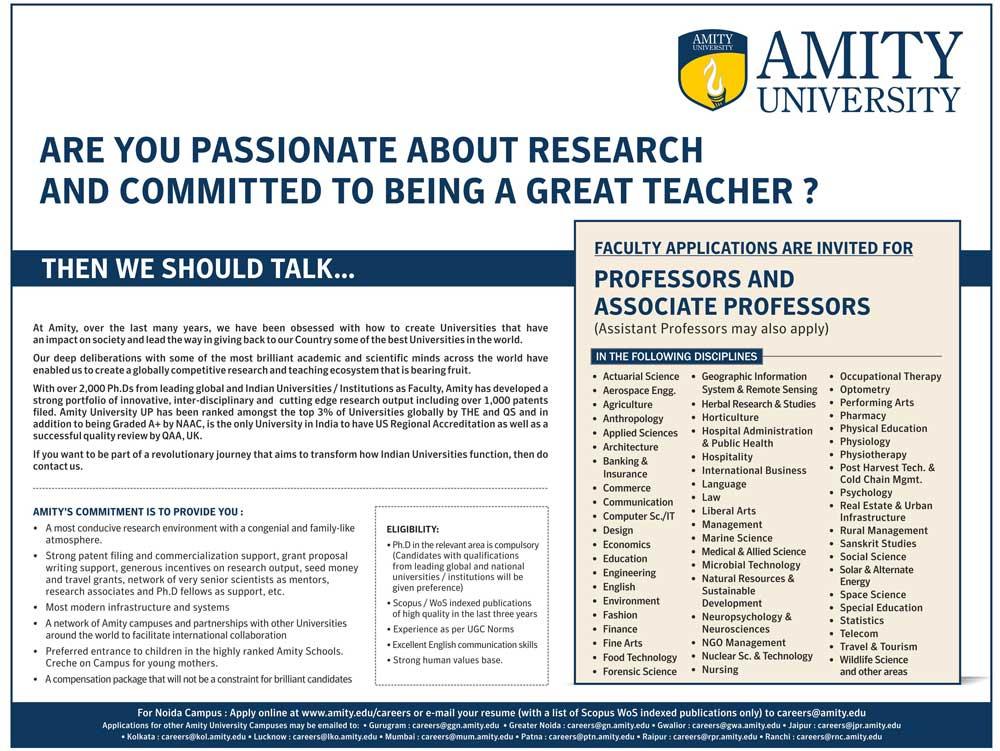 AMITY
UNIVERSITY
AMITY
UNIVERSITY
ARE YOU PASSIONATE ABOUT RESEARCH
AND COMMITTED TO BEING A GREAT TEACHER ?
THEN WE SHOULD TALK...
At Amity, over the last many years, we have been obsessed with how to create Universities that have
an impact on society and lead the way in giving back to our Country some of the best Universities in the world.
Our deep deliberations with some of the most brilliant academic and scientific minds across the world have
enabled us to create a globally competitive research and teaching ecosystem that is bearing fruit.
With over 2,000 Ph.Ds from leading global and Indian Universities / Institutions as Faculty, Amity has developed a
strong portfolio of innovative, inter-disciplinary and cutting edge research output including over 1,000 patents
filed. Amity University UP has been ranked amongst the top 3% of Universities globally by THE and QS and in
addition to being Graded A+ by NAAC, is the only University in India to have US Regional Accreditation as well as a
successful quality review by QAA, UK.
If you want to be part of a revolutionary journey that aims to transform how Indian Universities function, then do
contact us.
AMITY'S COMMITMENT IS TO PROVIDE YOU :
• A most conducive research environment with a congenial and family-like
atmosphere.
• Strong patent filing and commercialization support, grant proposal
writing support, generous incentives on research output, seed money
and travel grants, network of very senior scientists as mentors,
research associates and Ph.D fellows as support, etc.
• Most modern infrastructure and systems
• A network of Amity campuses and partnerships with other Universities
around the world to facilitate international collaboration
• Preferred entrance to children in the highly ranked Amity Schools.
Creche on Campus for young mothers.
• A compensation package that will not be a constraint for brilliant candidates
ELIGIBILITY:
• Ph.D in the relevant area is compulsory
(Candidates with qualifications
from leading global and national
universities / institutions will be
given preference)
• Scopus / WoS indexed publications
of high quality in the last three years
• Experience as per UGC Norms
• Excellent English communication skills
• Strong human values base.
FACULTY APPLICATIONS ARE INVITED FOR
PROFESSORS AND
ASSOCIATE PROFESSORS
(Assistant Professors may also apply)
IN THE FOLLOWING DISCIPLINES
• Actuarial Science
• Aerospace Engg.
• Agriculture
• Anthropology
• Applied Sciences
• Architecture
• Banking &
Insurance
• Commerce
• Communication
• Computer Sc./IT
• Design
• Economics
• Education
• Engineering
• English
• Environment
• Fashion
• Finance
• Fine Arts
• Food Technology
• Forensic Science
• Geographic Information
System & Remote Sensing
• Herbal Research & Studies
• Horticulture
• Hospital Administration
& Public Health
• Hospitality
• International Business
• Language
• Law
• Liberal Arts
• Management
• Marine Science
• Medical & Allied Science
• Microbial Technology
• Natural Resources &
Sustainable
Development
• Neuropsychology &
Neurosciences
• NGO Management
• Nuclear Sc. & Technology
• Nursing
• Occupational Therapy
• Optometry
• Performing Arts
• Pharmacy
• Physical Education
• Physiology
• Physiotherapy
• Post Harvest Tech. &
Cold Chain Mgmt.
• Psychology
• Real Estate & Urban
Infrastructure
• Rural Management
• Sanskrit Studies
• Social Science
• Solar & Alternate
Energy
• Space Science
• Special Education
• Statistics
• Telecom
• Travel & Tourism
• Wildlife Science
and other areas
For Noida Campus : Apply online at www.amity.edu/careers or e-mail your resume (with a list of Scopus WoS indexed publications only) to careers@amity.edu
Applications for other Amity University Campuses may be emailed to: • Gurugram : careers@ggn.amity.edu • Greater Noida : careers@gn.amity.edu • Gwalior : careers@gwa.amity.edu • Jaipur : careers@jpr.amity.edu
• Kolkata : careers@kol.amity.edu • Lucknow : careers@lko.amity.edu • Mumbai : careers@mum.amity.edu • Patna : careers@ptn.amity.edu • Raipur : careers@rpr.amity.edu • Ranchi : careers@rnc.amity.edu